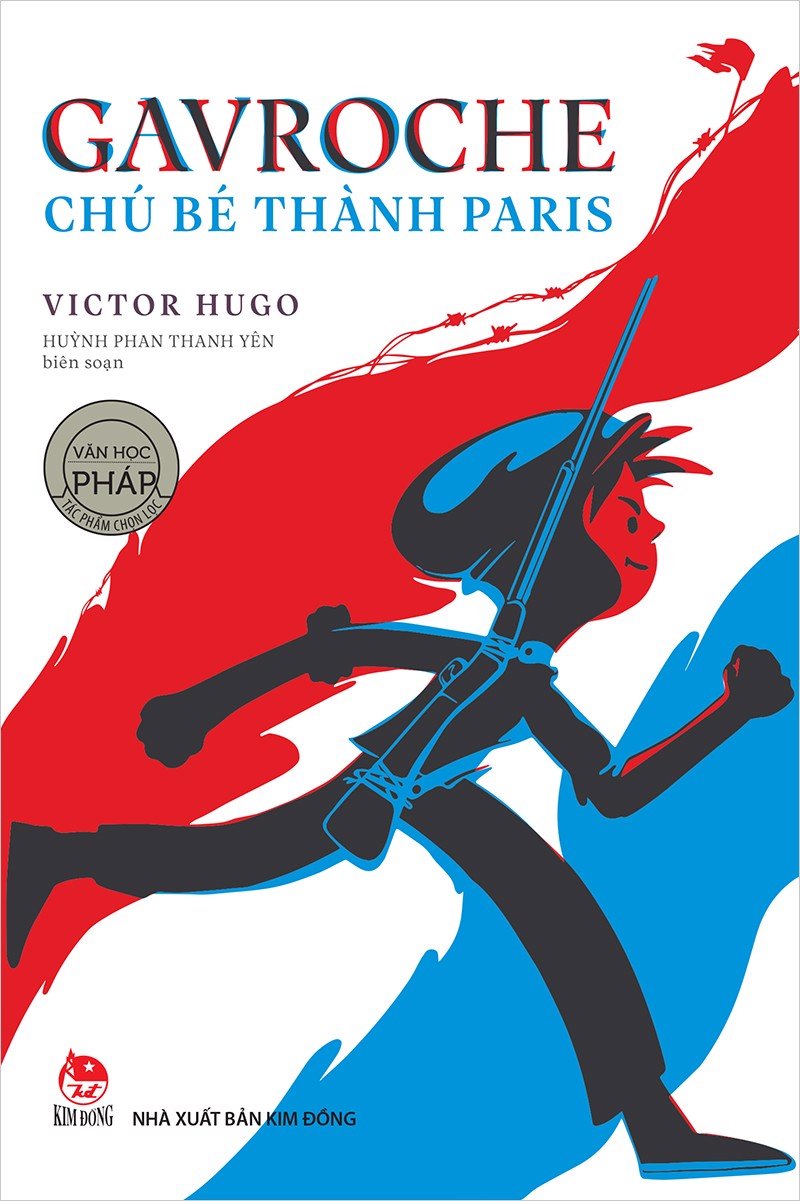 GAVROCHE
CHÚ BÉ THÀNH PARIS
VICTOR HUGO
HUỲNH PHAN THANH YÊN
biên soạn
VĂN HỌC
PHÁP
TÁC PHẨM CHỌN LỌC
Kđ
KIM ĐỒNG
NHÀ XUẤT BẢN KIM ĐỒNG